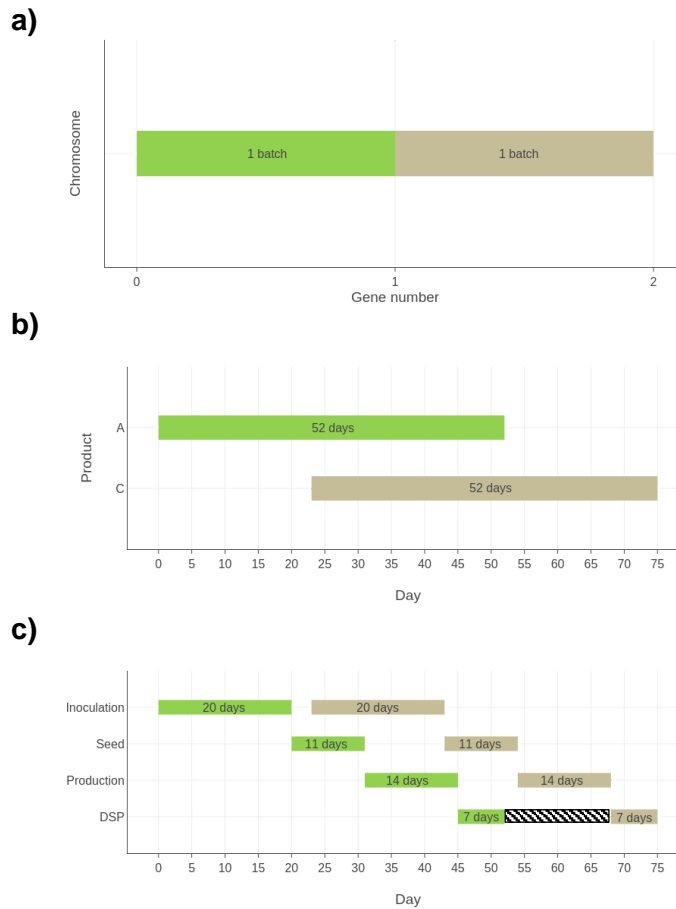 a)
Chromosome
1 batch 1 batch
0 1 2
Gene number
b)
Product
A 52 days
C 52 days
0 5 10 15 20 25 30 35 40 45 50 55 60 65 70 75
Day
c)
Inoculation 20 days 20 days
Seed 11 days 11 days
Production 14 days 14 days
DSP 7 days 7 days
0 5 10 15 20 25 30 35 40 45 50 55 60 65 70 75
Day